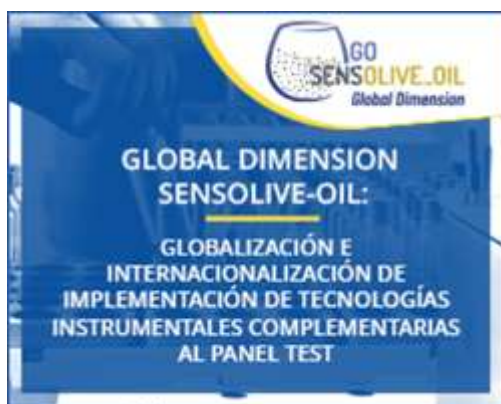 GO
SENSOLIVE_OIL
Global Dimension
GLOBAL DIMENSION
SENSOLIVE-OIL:
GLOBALIZACIÓN E
INTERNACIONALIZACIÓN DE
IMPLEMENTACIÓN DE TECNOLOGÍAS
INSTRUMENTALES COMPLEMENTARIAS
AL PANEL TEST